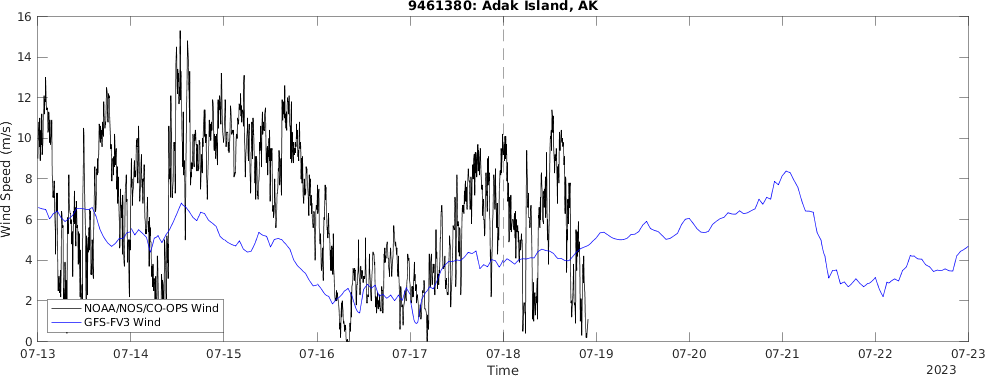 9461380: Adak Island, AK
Wind Speed (m/s)
16
14
12
10
8
6
4
2
0
NOAA/NOS/CO-OPS Wind
GFS-FV3 Wind
07-13 07-14 07-15 07-16 07-17 07-18 07-19 07-20 07-21 07-22 07-23
Time
2023